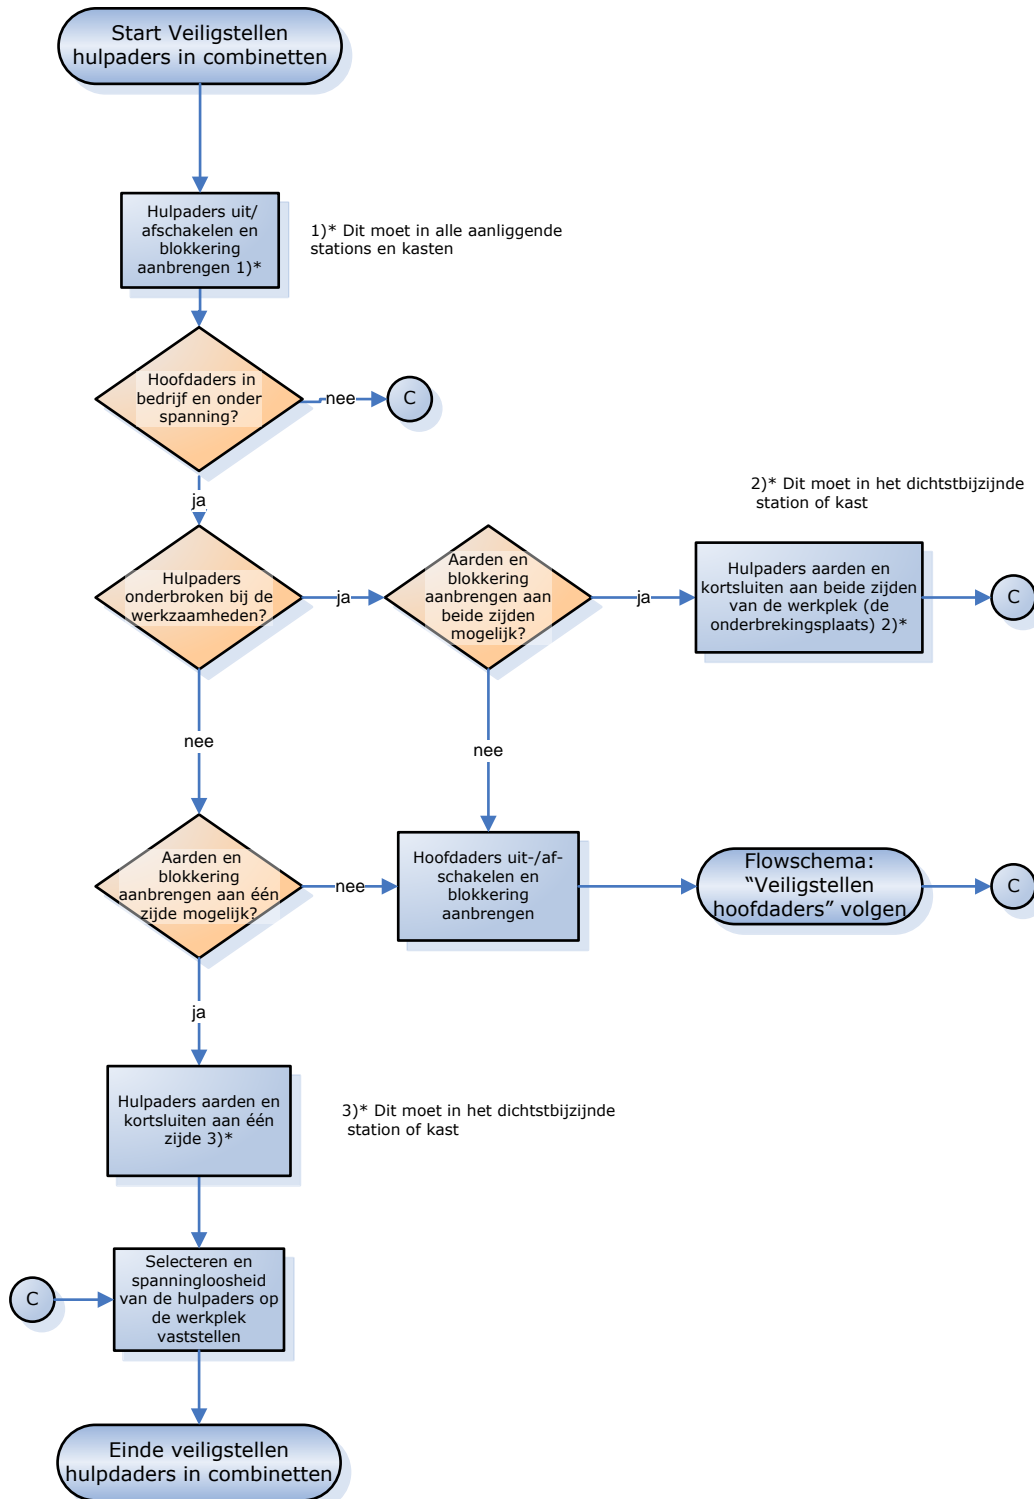 Start Veiligstellen
hulpaders in combinetten
Hulpaders uit/
afschakelen en
blokkering
aanbrengen 1)*
1)* Dit moet in alle aanliggende
stations en kasten
Hoofdaders in
bedrijf en onder
spanning?
nee
C
ja
2)* Dit moet in het dichtstbijzijnde
station of kast
Hulpaders
onderbroken bij de
werkzaamheden?
ja
Aarden en
blokkering
aanbrengen aan
beide zijden
mogelijk?
ja
Hulpaders aarden en
kortsluiten aan beide zijden
van de werkplek (de
onderbrekingsplaats) 2)*
C
nee
nee
Aarden en
blokkering
aanbrengen aan één
zijde mogelijk?
nee
Hoofdaders uit-/af-
schakelen en
blokkering
aanbrengen
Flowschema:
“Veiligstellen
hoofdaders” volgen
C
ja
Hulpaders aarden en
kortsluiten aan één
zijde 3)*
3)* Dit moet in het dichtstbijzijnde
station of kast
C
Selecteren en
spanningloosheid
van de hulpaders op
de werkplek
vaststellen
Einde veiligstellen
hulpdaders in combinetten